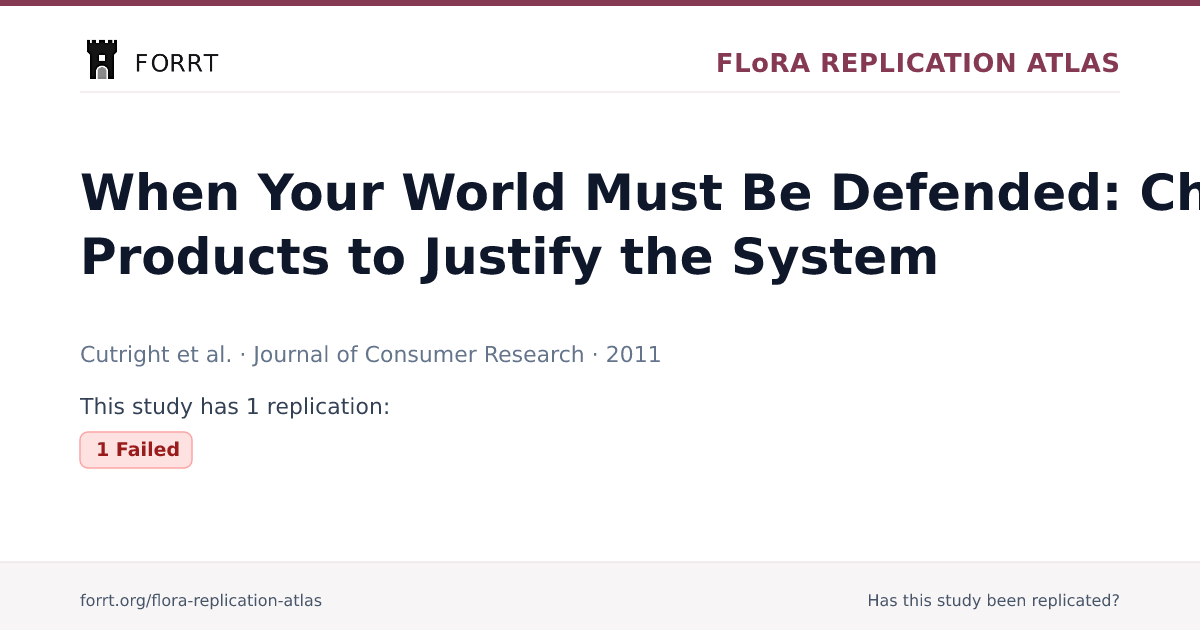 FORRT
FLoRA REPLICATION ATLAS
When Your World Must Be Defended:
Products to Justify the System
Cutright et al. · Journal of Consumer Research · 2011
This study has 1 replication:
1 Failed
forrt.org/flora-replication-atlas
Has this study been replicated?